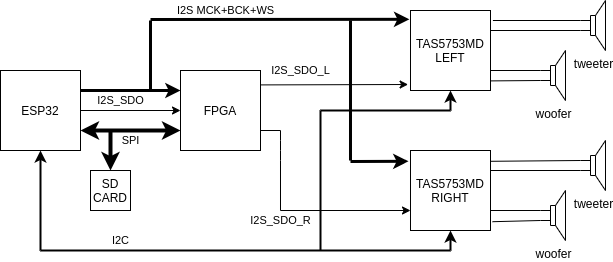 I2S MCK+BCK+WS
TAS5753MD
LEFT
tweeter
I2S_SDO_L
woofer
ESP32
I2S_SDO
FPGA
SPI
SD
CARD
TAS5753MD
RIGHT
tweeter
I2S_SDO_R
woofer
I2C